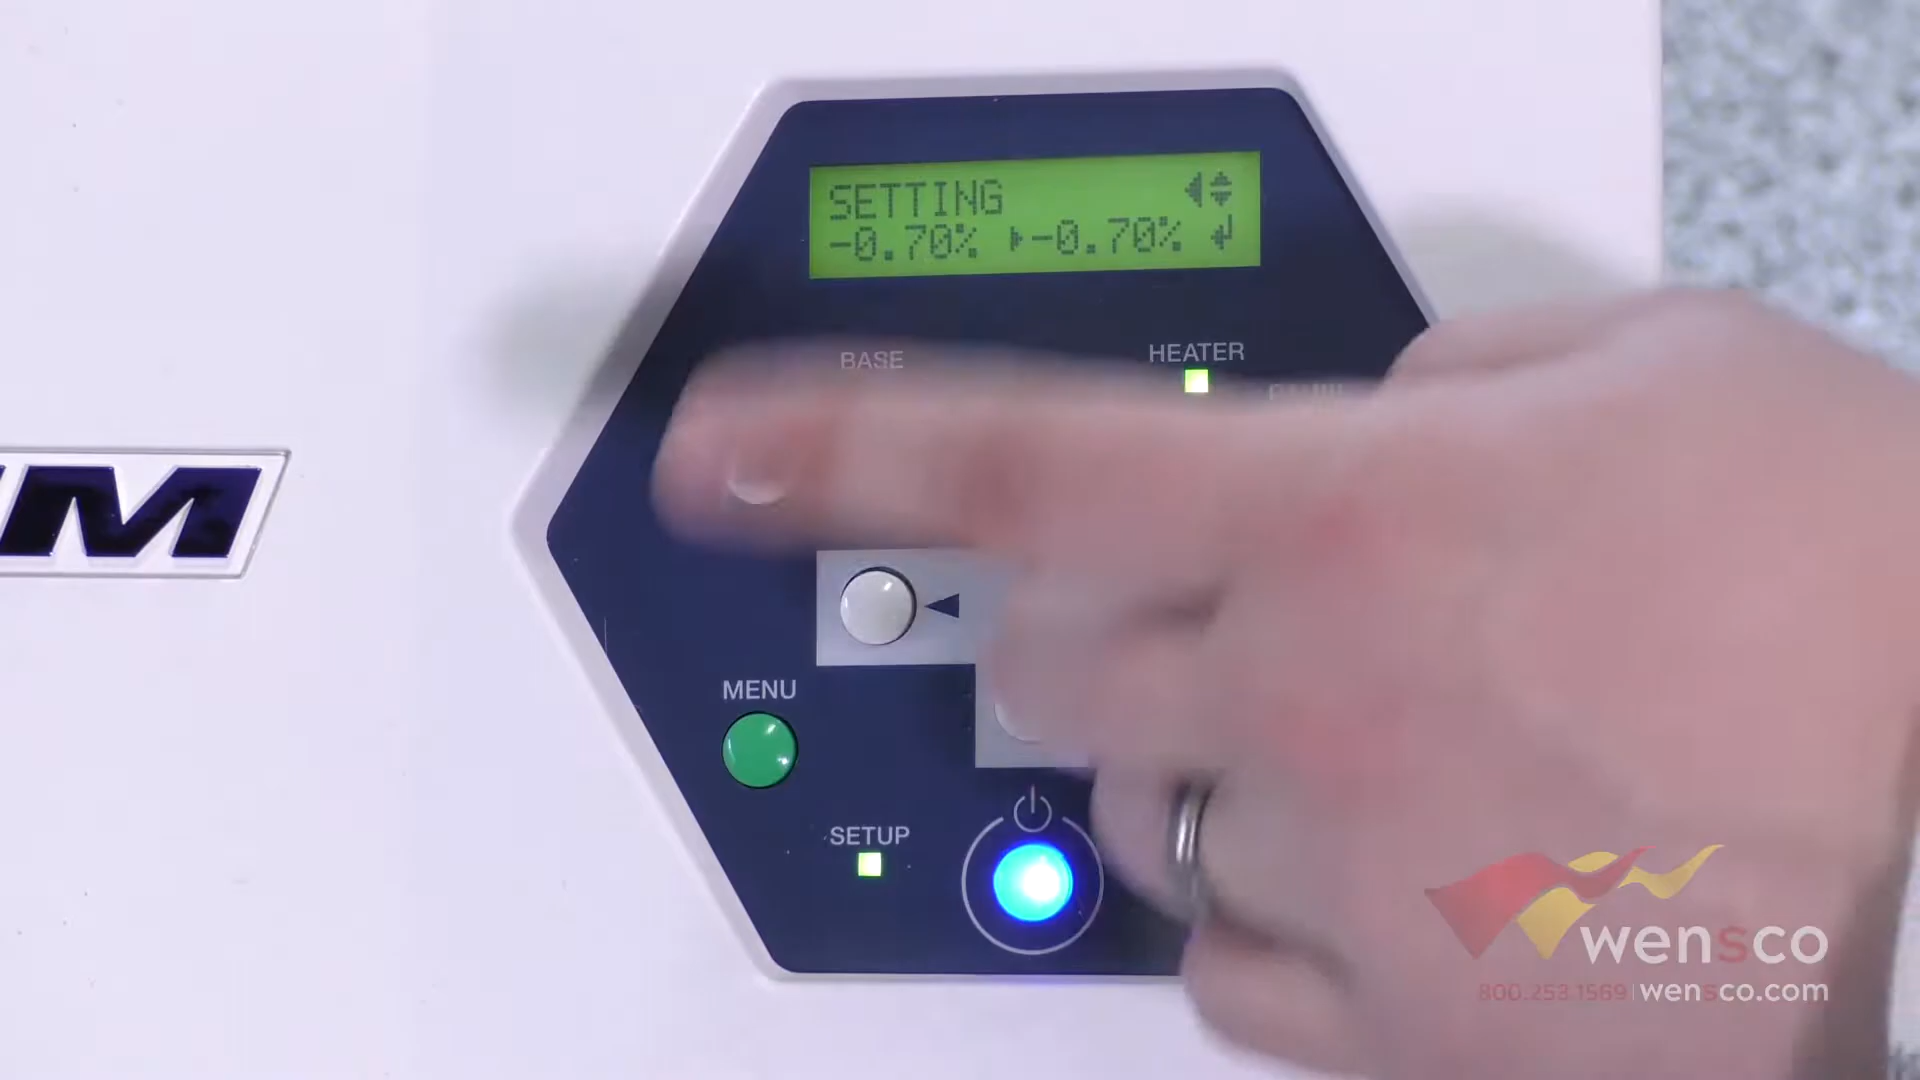 SETTING
-0.70% -0.70%
BASE
HEATER
M
MENU
SETUP
wensco
800.253.1569 | wensco.com